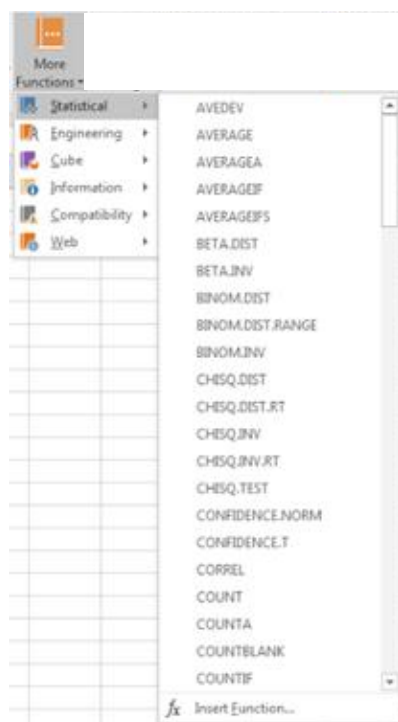 More
Functions
Statistical
Engineering
Cube
Information
Compatibility
Web
AVEDEV
AVERAGE
AVERAGEA
AVERAGEIF
AVERAGEIFS
BETA.DIST
BETA.INV
BINOM.DIST
BINOM.DIST.RANGE
BINOM.INV
CHISQ.DIST
CHISQ.DIST.RT
CHISQ.INV
CHISQ.INV.RT
CHISQ.TEST
CONFIDENCE.NORM
CONFIDENCE.T
CORREL
COUNT
COUNTA
COUNTBLANK
COUNTIF
fx Insert Function...